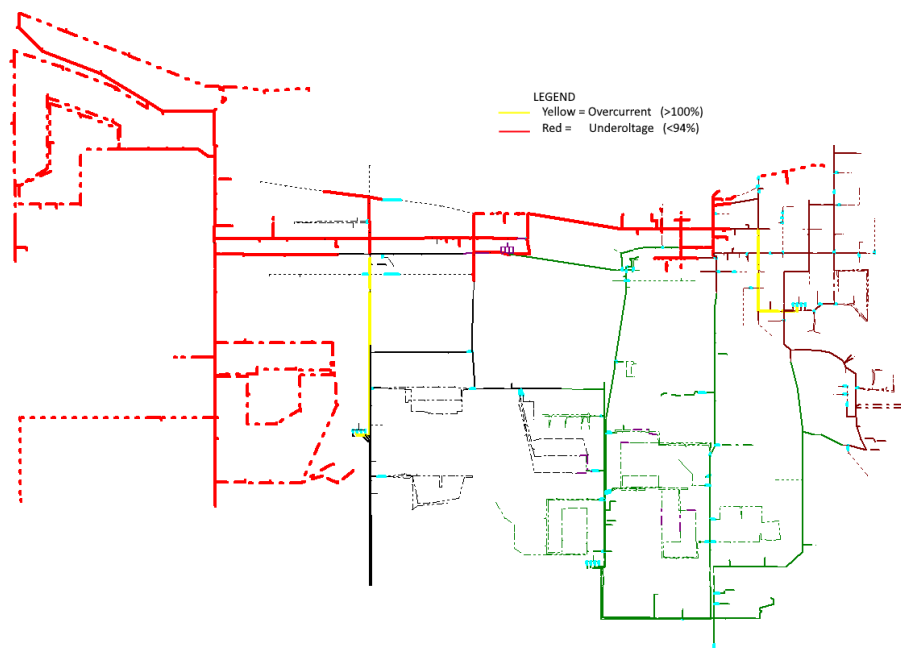 LEGEND
Yellow = Overcurrent (>100%)
Red = Underoltage (<94%)